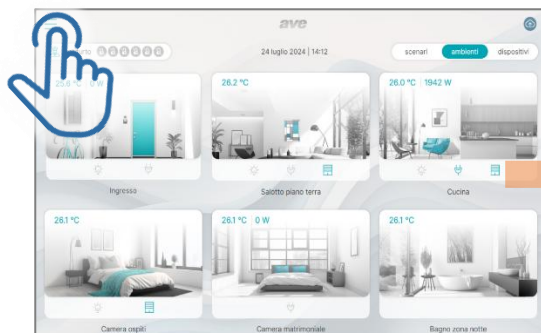 ave
24 luglio 2024 | 14:12
scenari ambienti dispositivi
25.6 °C | 0 W
26.2 °C
26.0 °C | 1942 W
Ingresso
Salotto piano terra
Cucina
26.1 °C
26.1 °C | 0 W
26.1 °C
Camera ospiti
Camera matrimoniale
Bagno zona notte